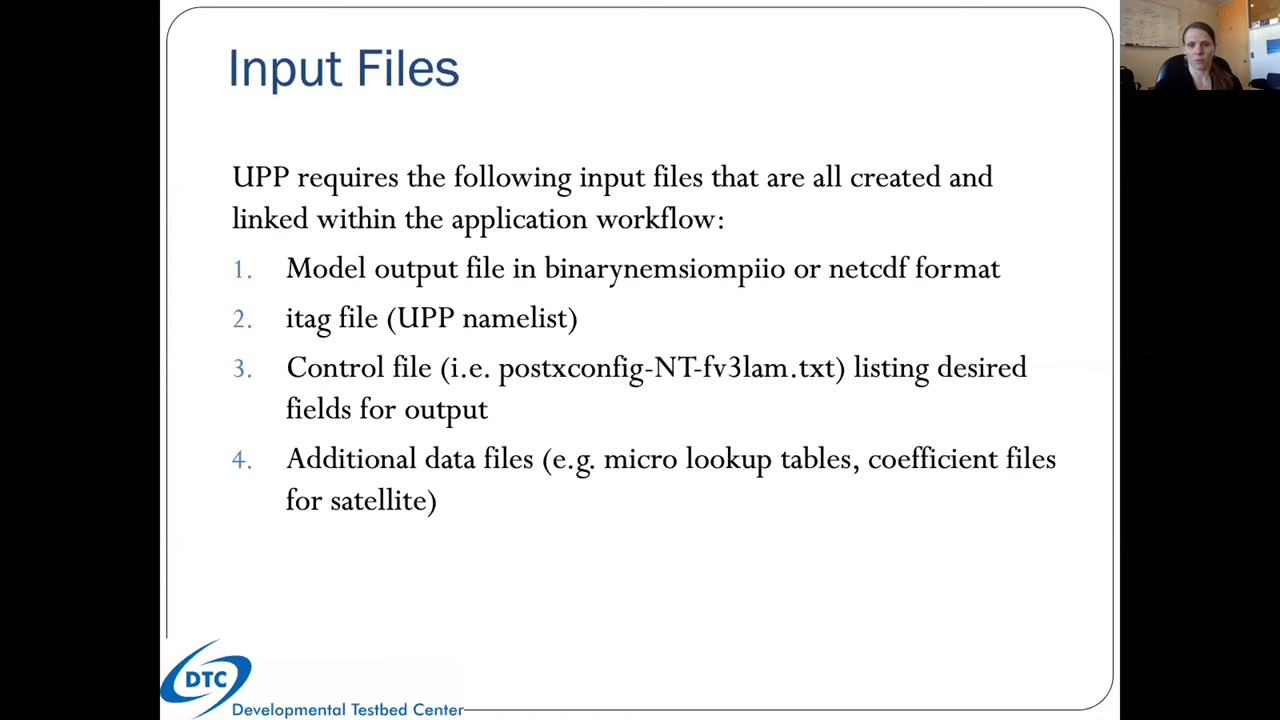 Input Files
UPP requires the following input files that are all created and
linked within the application workflow:
1. Model output file in binarynemsiompiio or netcdf format
2. itag file (UPP namelist)
3. Control file (i.e. postxconfig-NT-fv3lam.txt) listing desired
fields for output
4. Additional data files (e.g. micro lookup tables, coefficient files
for satellite)
DTC
Developmental Testbed Center